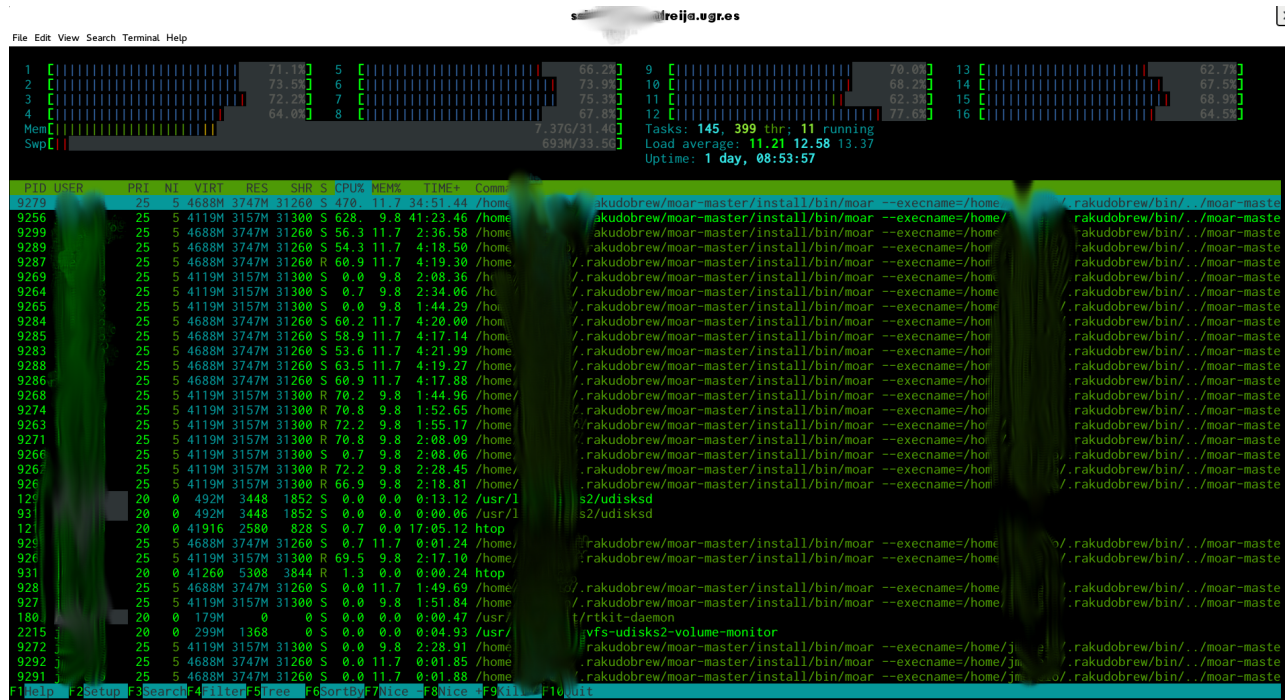 reija.ugr.es
File Edit View Search Terminal Help
1 [ 71.1%] 5 [ 66.2%] 9 [ 70.0%] 13 [ 62.7%]
2 [ 73.5%] 6 [ 73.9%] 10 [ 68.2%] 14 [ 67.5%]
3 [ 72.2%] 7 [ 75.3%] 11 [ 62.3%] 15 [ 68.9%]
4 [ 64.0%] 8 [ 67.8%] 12 [ 77.6%] 16 [ 64.5%]
Mem[ 7.37G/31.4G] Tasks: 145, 399 thr; 11 running
Swp[ 693M/33.5G] Load average: 11.21 12.58 13.37
Uptime: 1 day, 08:53:57
PID USER PRI NI VIRT RES SHR S CPU% MEM% TIME+ Comm
9279 25 5 4688M 3747M 31260 S 470. 11.7 34:51.44 /home akudobrew/moar-master/install/bin/moar --execname=/home /.rakudobrew/bin/../moar-maste
9256 25 5 4119M 3157M 31300 S 628. 9.8 41:23.46 /home rakudobrew/moar-master/install/bin/moar --execname=/home/ .rakudobrew/bin/../moar-maste
9299 25 5 4688M 3747M 31260 S 56.3 11.7 2:36.58 /home rakudobrew/moar-master/install/bin/moar --execname=/home rakudobrew/bin/../moar-maste
9289 25 5 4688M 3747M 31260 S 54.3 11.7 4:18.50 /home .rakudobrew/moar-master/install/bin/moar --execname=/home rakudobrew/bin/../moar-maste
9287 25 5 4688M 3747M 31260 R 60.9 11.7 4:19.30 /home /.rakudobrew/moar-master/install/bin/moar --execname=/home .rakudobrew/bin/../moar-maste
9269 25 5 4119M 3157M 31300 S 0.0 9.8 2:08.36 /ho /.rakudobrew/moar-master/install/bin/moar --execname=/home .rakudobrew/bin/../moar-maste
9264 25 5 4119M 3157M 31300 S 0.7 9.8 2:34.06 /ho /.rakudobrew/moar-master/install/bin/moar --execname=/home .rakudobrew/bin/../moar-maste
9265 25 5 4119M 3157M 31300 S 0.0 9.8 1:44.29 /hom /.rakudobrew/moar-master/install/bin/moar --execname=/home .rakudobrew/bin/../moar-maste
9284 25 5 4688M 3747M 31260 S 60.2 11.7 4:20.00 /hom /.rakudobrew/moar-master/install/bin/moar --execname=/hom .rakudobrew/bin/../moar-maste
9285 25 5 4688M 3747M 31260 S 58.9 11.7 4:17.14 /home /.rakudobrew/moar-master/install/bin/moar --execname=/hom .rakudobrew/bin/../moar-maste
9283 25 5 4688M 3747M 31260 S 53.6 11.7 4:21.99 /home /.rakudobrew/moar-master/install/bin/moar --execname=/hom .rakudobrew/bin/../moar-maste
9288 25 5 4688M 3747M 31260 S 63.5 11.7 4:19.27 /home /.rakudobrew/moar-master/install/bin/moar --execname=/hom .rakudobrew/bin/../moar-maste
9286 25 5 4688M 3747M 31260 S 60.9 11.7 4:17.88 /home /.rakudobrew/moar-master/install/bin/moar --execname=/hom .rakudobrew/bin/../moar-maste
9268 25 5 4119M 3157M 31300 R 70.2 9.8 1:44.96 /home /.rakudobrew/moar-master/install/bin/moar --execname=/hom .rakudobrew/bin/../moar-maste
9274 25 5 4119M 3157M 31300 R 70.8 9.8 1:52.65 /home /.rakudobrew/moar-master/install/bin/moar --execname=/hom .rakudobrew/bin/../moar-maste
9263 25 5 4119M 3157M 31300 R 72.2 9.8 1:55.17 /home /.rakudobrew/moar-master/install/bin/moar --execname=/hom .rakudobrew/bin/../moar-maste
9271 25 5 4119M 3157M 31300 R 70.8 9.8 2:08.09 /home /.rakudobrew/moar-master/install/bin/moar --execname=/hom .rakudobrew/bin/../moar-maste
9266 25 5 4119M 3157M 31300 S 0.7 9.8 2:08.06 /home /.rakudobrew/moar-master/install/bin/moar --execname=/hom .rakudobrew/bin/../moar-maste
25 5 4119M 3157M 31300 R 72.2 9.8 2:28.45 /home/ /.rakudobrew/moar-master/install/bin/moar --execname=/hom /.rakudobrew/bin/../moar-maste
25 5 4119M 3157M 31300 R 66.9 9.8 2:18.81 /home/ /.rakudobrew/moar-master/install/bin/moar --execname=/home /.rakudobrew/bin/../moar-maste
20 0 492M 3448 1852 S 0.0 0.0 0:13.12 /usr/l s2/udisksd
20 0 492M 3448 1852 S 0.0 0.0 0:00.06 /usr/l s2/udisksd
20 0 41916 2580 828 S 0.7 0.0 17:05.12 htop
25 5 4688M 3747M 31260 S 0.7 11.7 0:01.24 /home/ rakudobrew/moar-master/install/bin/moar --execname=/home /.rakudobrew/bin/../moar-maste
25 5 4119M 3157M 31300 R 69.5 9.8 2:17.10 /home/ rakudobrew/moar-master/install/bin/moar --execname=/home /.rakudobrew/bin/../moar-maste
20 0 41260 5308 3844 R 1.3 0.0 0:00.24 htop
25 5 4688M 3747M 31260 S 0.0 11.7 1:49.69 /home/ .rakudobrew/moar-master/install/bin/moar --execname=/home /.rakudobrew/bin/../moar-maste
25 5 4119M 3157M 31300 S 0.0 9.8 1:51.84 /home/ .rakudobrew/moar-master/install/bin/moar --execname=/home/ /.rakudobrew/bin/../moar-maste
20 0 179M 0 0 S 0.0 0.0 0:00.47 /usr/ t/rtkit-daemon
2215 20 0 299M 1368 0 S 0.0 0.0 0:04.93 /usr/ vfs-udisks2-volume-monitor
9272 25 5 4119M 3157M 31300 S 0.0 9.8 2:28.91 /home/ .rakudobrew/moar-master/install/bin/moar --execname=/home/j /.rakudobrew/bin/../moar-maste
9292 25 5 4688M 3747M 31260 S 0.0 11.7 0:01.85 /home .rakudobrew/moar-master/install/bin/moar --execname=/home/jm /.rakudobrew/bin/../moar-maste
9291 25 5 4688M 3747M 31260 S 0.0 11.7 0:01.88 /home .rakudobrew/moar-master/install/bin/moar --execname=/home/jm /.rakudobrew/bin/../moar-maste
F1Help F2Setup F3SearchF4FilterF5Tree F6SortByF7Nice -F8Nice +F9Kill F10Quit